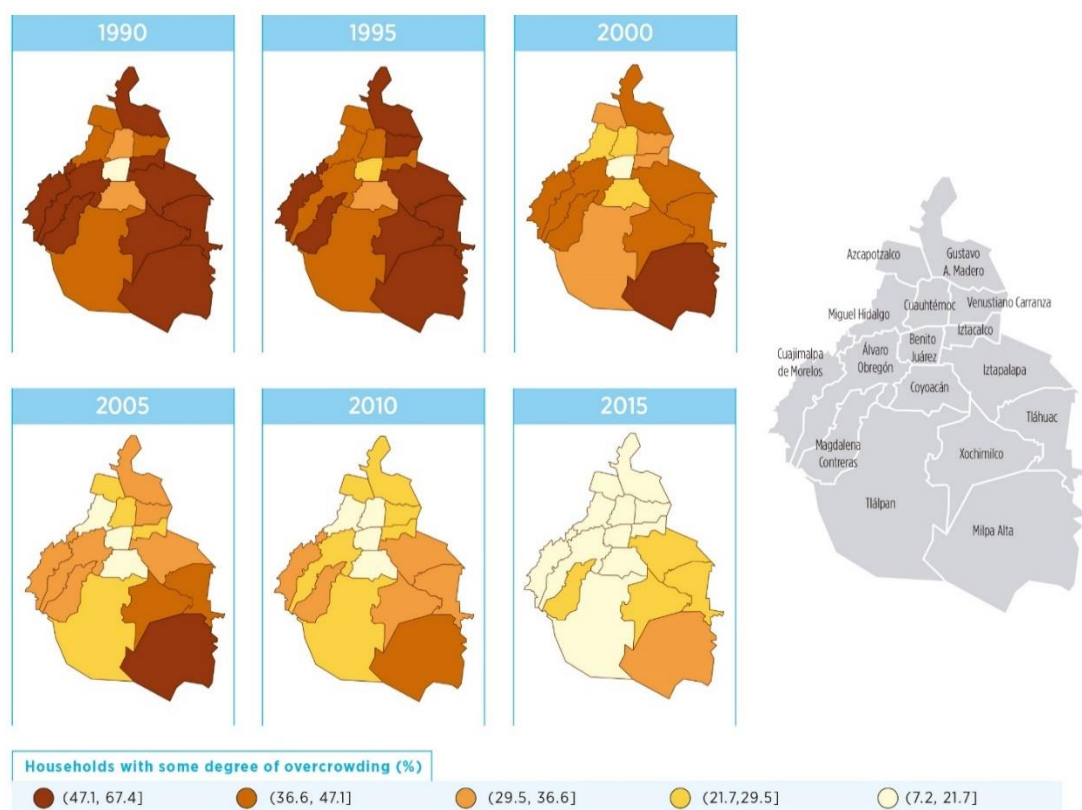 1990
1995
2000
Azcapotzalco
Gustavo
A. Madero
Miguel Hidalgo
Cuauhtémoc
Venustiano Carranza
Iztacalco
Cuajimalpa
de Morelos
Álvaro
Obregón
Benito
Juárez
Iztapalapa
Coyoacán
Tláhuac
Magdalena
Contreras
Xochimilco
Tlálpan
Milpa Alta
2005
2010
2015
Households with some degree of overcrowding (%)
(47.1, 67.4]
(36.6, 47.1]
(29.5, 36.6]
(21.7,29.5]
(7.2, 21.7]